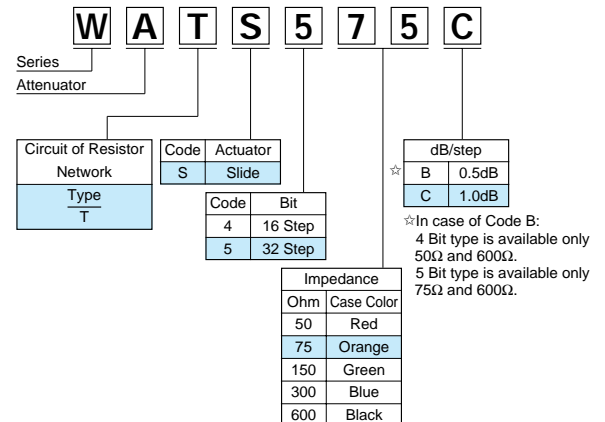 W A T S 5 7 5 C
Series
Attenuator
Circuit of Resistor
Network
Type
T
Code Actuator
S Slide
Code Bit
4 16 Step
5 32 Step
Impedance
Ohm Case Color
50 Red
75 Orange
150 Green
300 Blue
600 Black
dB/step
☆ B 0.5dB
C 1.0dB
☆In case of Code B:
4 Bit type is available only
50Ω and 600Ω.
5 Bit type is available only
75Ω and 600Ω.